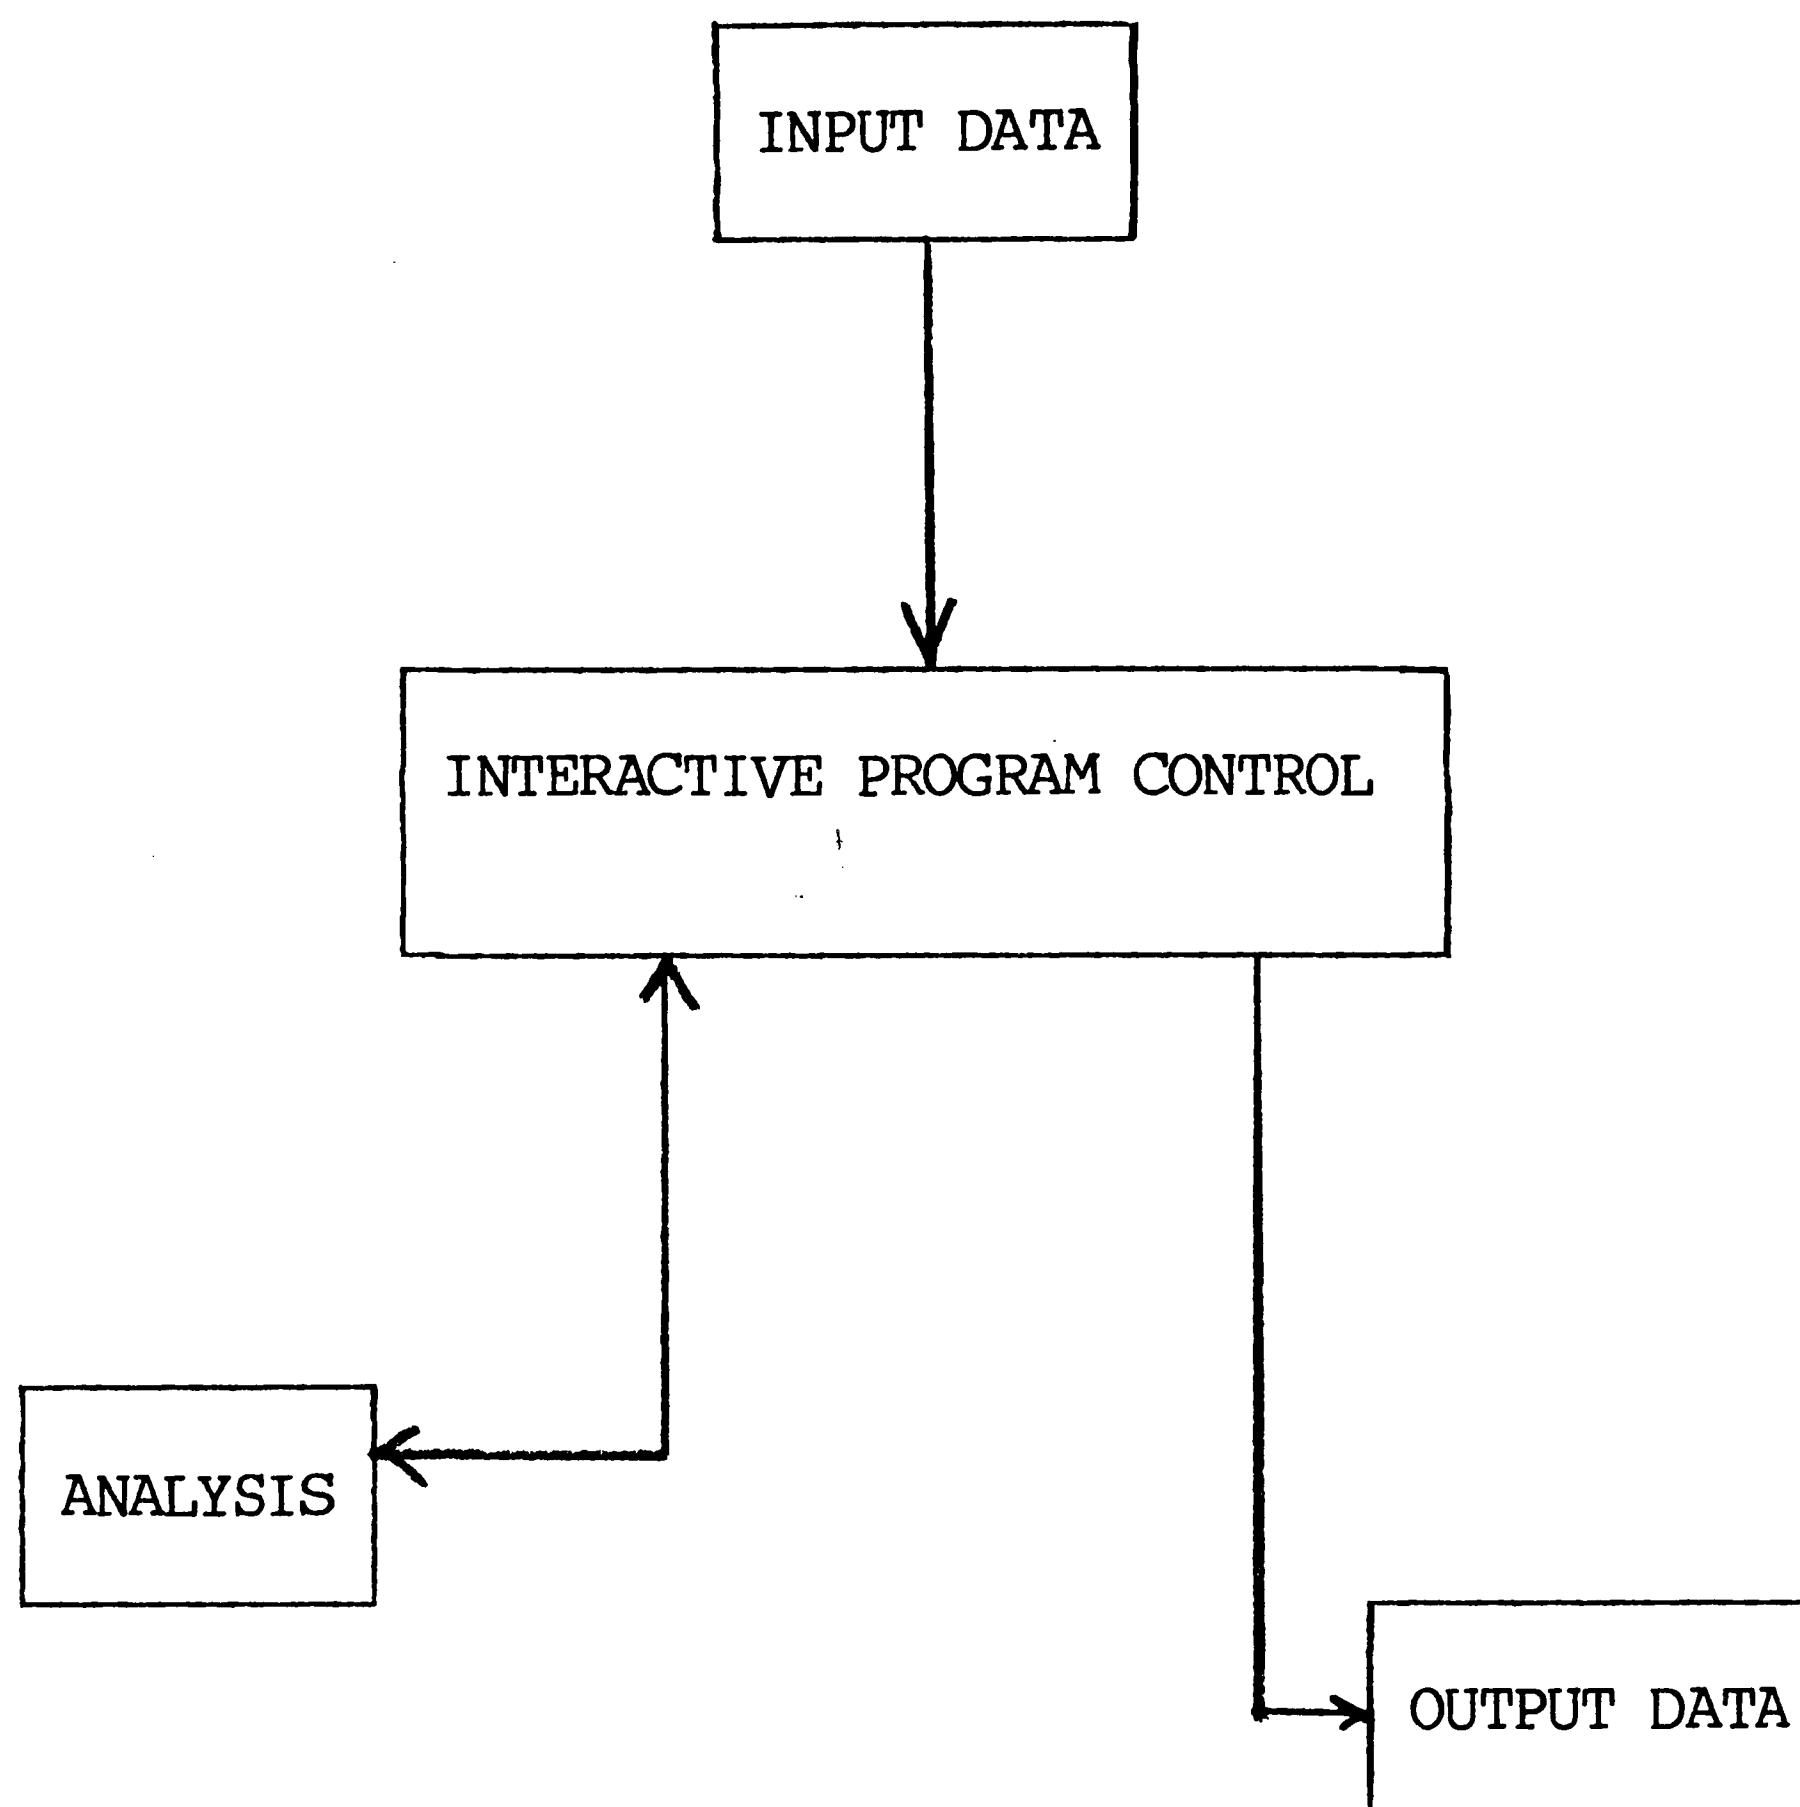 INPUT DATA
INTERACTIVE PROGRAM CONTROL
ANALYSIS
OUTPUT DATA